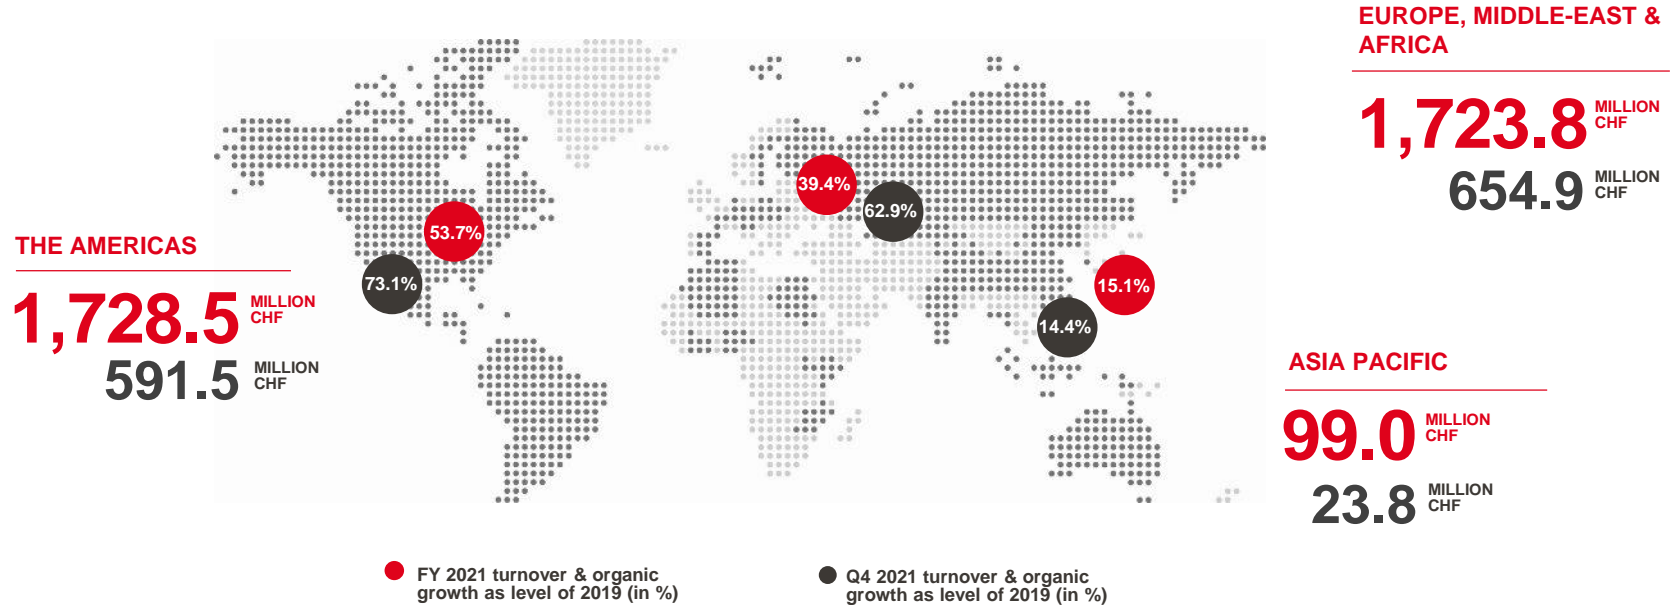 EUROPE, MIDDLE-EAST &
AFRICA
1,723.8 MILLION
CHF
654.9 MILLION
CHF
39.4%
62.9%
53.7%
73.1%
15.1%
14.4%
THE AMERICAS
1,728.5 MILLION
CHF
591.5 MILLION
CHF
ASIA PACIFIC
99.0 MILLION
CHF
23.8 MILLION
CHF
FY 2021 turnover & organic
growth as level of 2019 (in %)
Q4 2021 turnover & organic
growth as level of 2019 (in %)